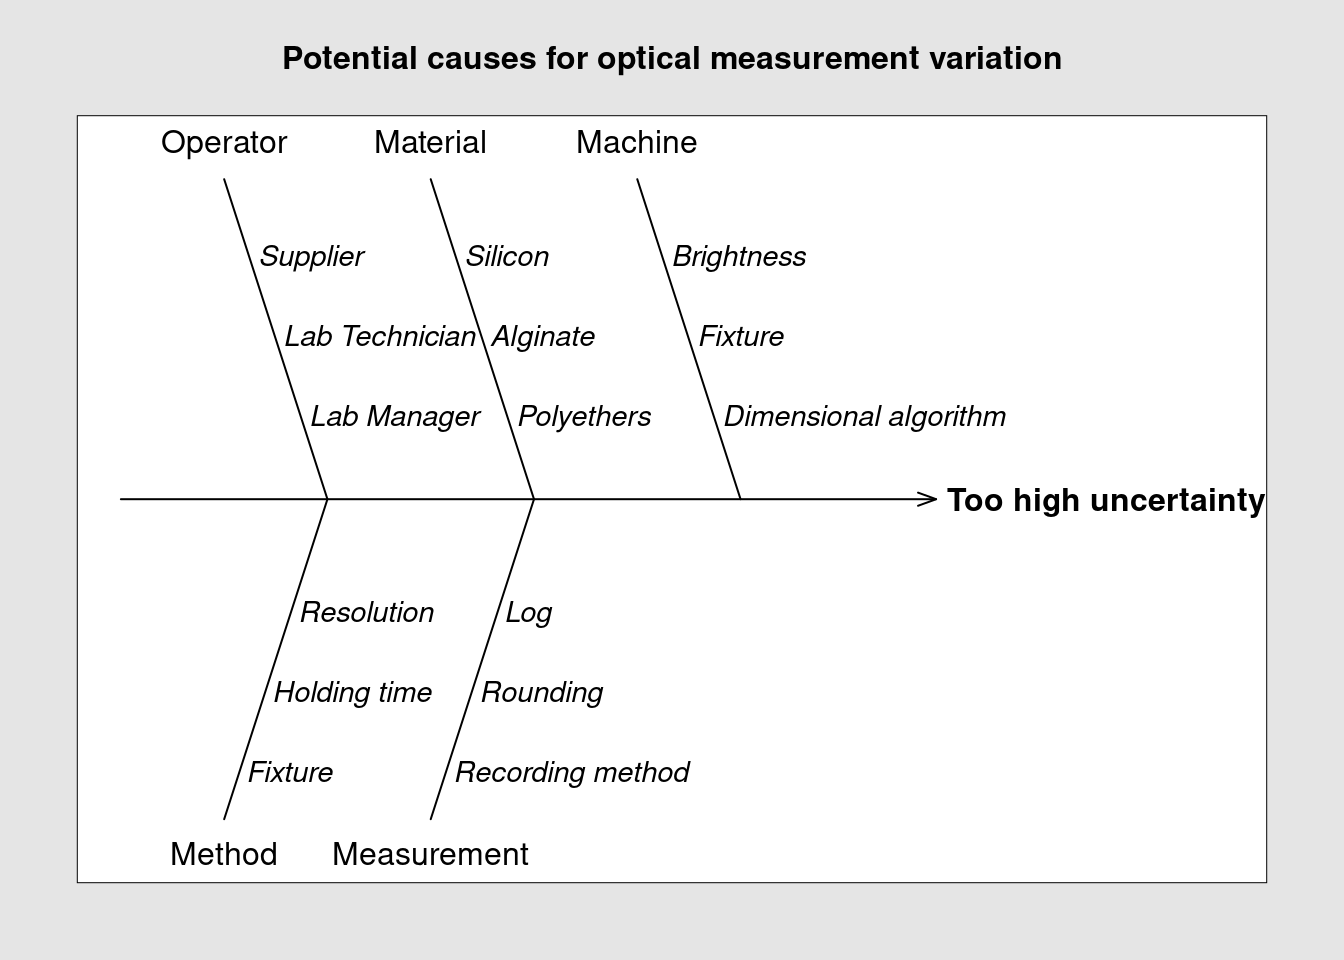 Potential causes for optical measurement variation
Operator Material Machine
Supplier Silicon Brightness
Lab Technician Alginate Fixture
Lab Manager Polyethers Dimensional algorithm
Too high uncertainty
Resolution Log
Holding time Rounding
Fixture Recording method
Method Measurement